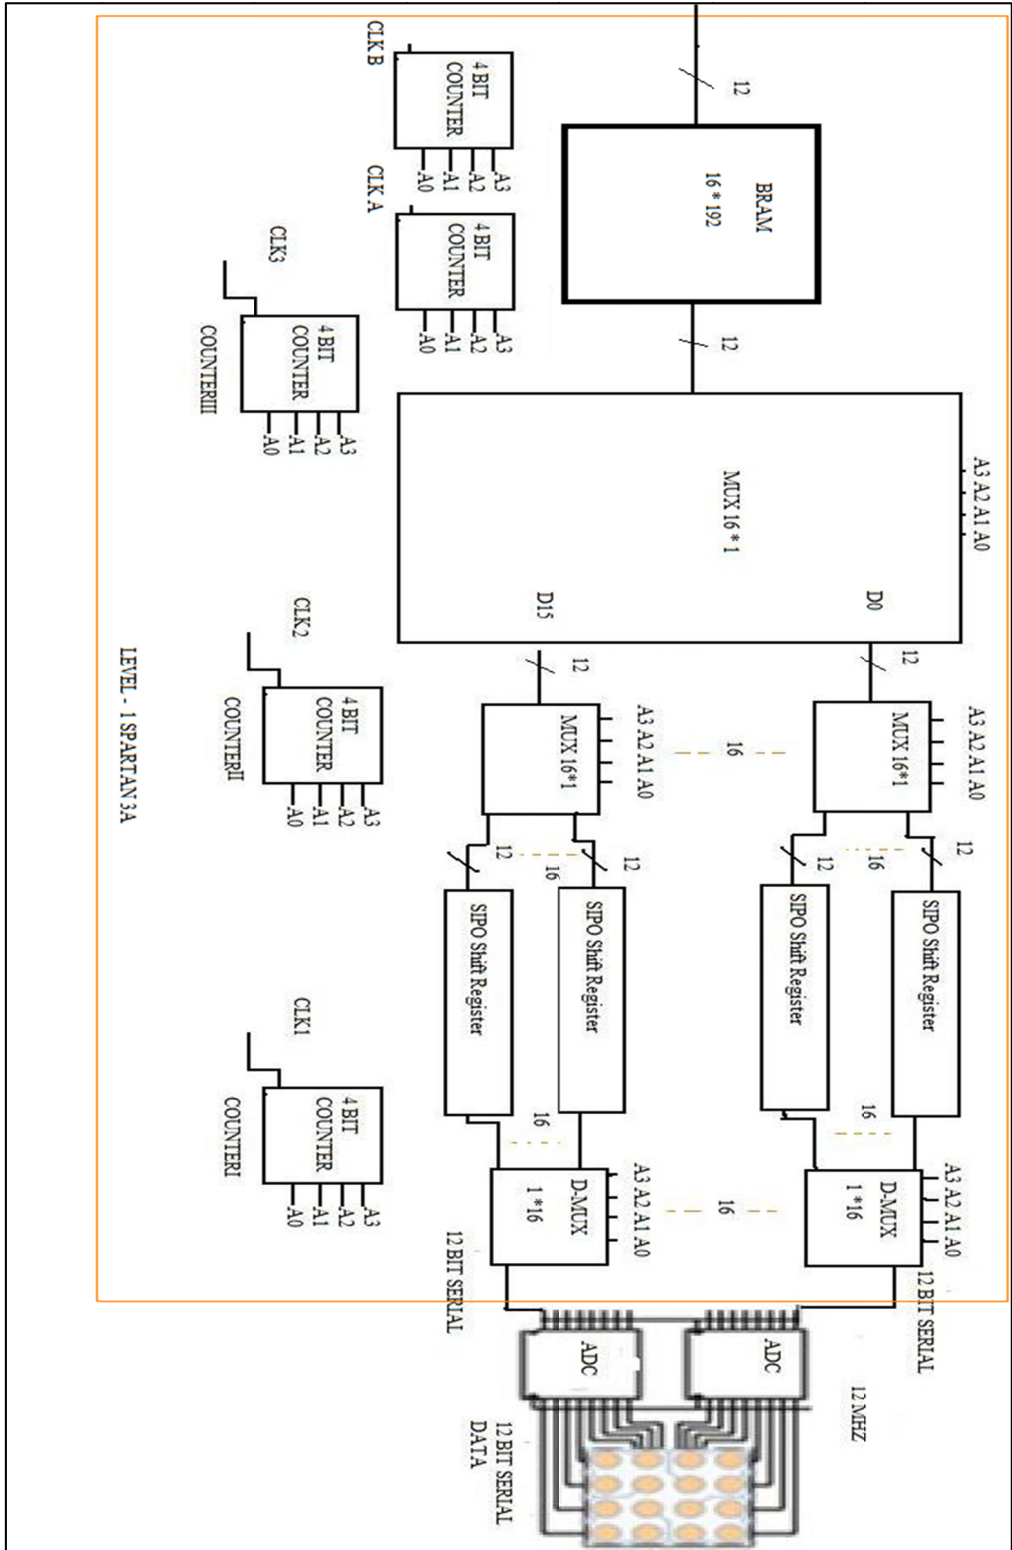 12
BRAM
16 * 192
12
MUX 16 * 1
A3 A2 A1 A0
D0
D15
12
12
MUX 16*1
A3 A2 A1 A0
16
MUX 16*1
A3 A2 A1 A0
12
16
12
12
16
12
SIPO Shift Register
SIPO Shift Register
SIPO Shift Register
SIPO Shift Register
16
16
D-MUX
1 *16
A3 A2 A1 A0
16
D-MUX
1 *16
A3 A2 A1 A0
12 BIT SERIAL
12 BIT SERIAL
ADC
ADC
12 MHZ
12 BIT SERIAL
DATA
CLK B
4 BIT
COUNTER
A3
A2
A1
A0
CLK A
4 BIT
COUNTER
A3
A2
A1
A0
CLK3
4 BIT
COUNTER
A3
A2
A1
A0
COUNTERIII
CLK2
4 BIT
COUNTER
A3
A2
A1
A0
COUNTERII
CLK1
4 BIT
COUNTER
A3
A2
A1
A0
COUNTERI
LEVEL - 1 SPARTAN 3A